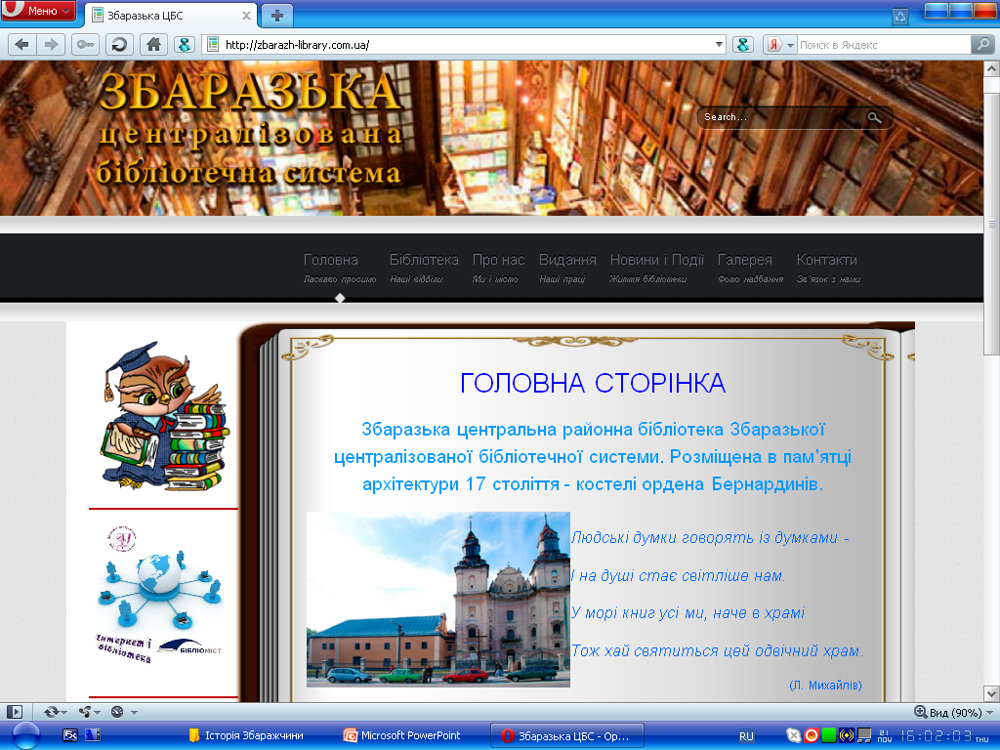 Меню
Збаразька ЦБС
http://zbarazh-library.com.ua/
Поиск в Яндекс
ЗБАРАЗЬКА
централізована
бібліотечна система
Search...
Головна Бібліотека Про нас Видання Новини і Події Галерея Контакти
Ласкаво просимо Наші відділи Ми і місто Наші праці Життя бібліотеки Фото надбання Зв'язок з нами
ГОЛОВНА СТОРІНКА
Збаразька центральна районна бібліотека Збаразької
централізованої бібліотечної системи. Розміщена в пам'ятці
архітектури 17 століття - костелі ордена Бернардинів.
Людські думки говорять із думками -
І на душі стає світліше нам.
У морі книг усі ми, наче в храмі
Тож хай святиться цей одвічний храм.
(Л. Михайлів)
Інтернет і
бібліотека
БІБЛІОМІСТ
Вид (90%)
Історія Збаражчини
Microsoft PowerPoint
Збаразька ЦБС - Op...
RU
21 NOV
16:02:03 THU